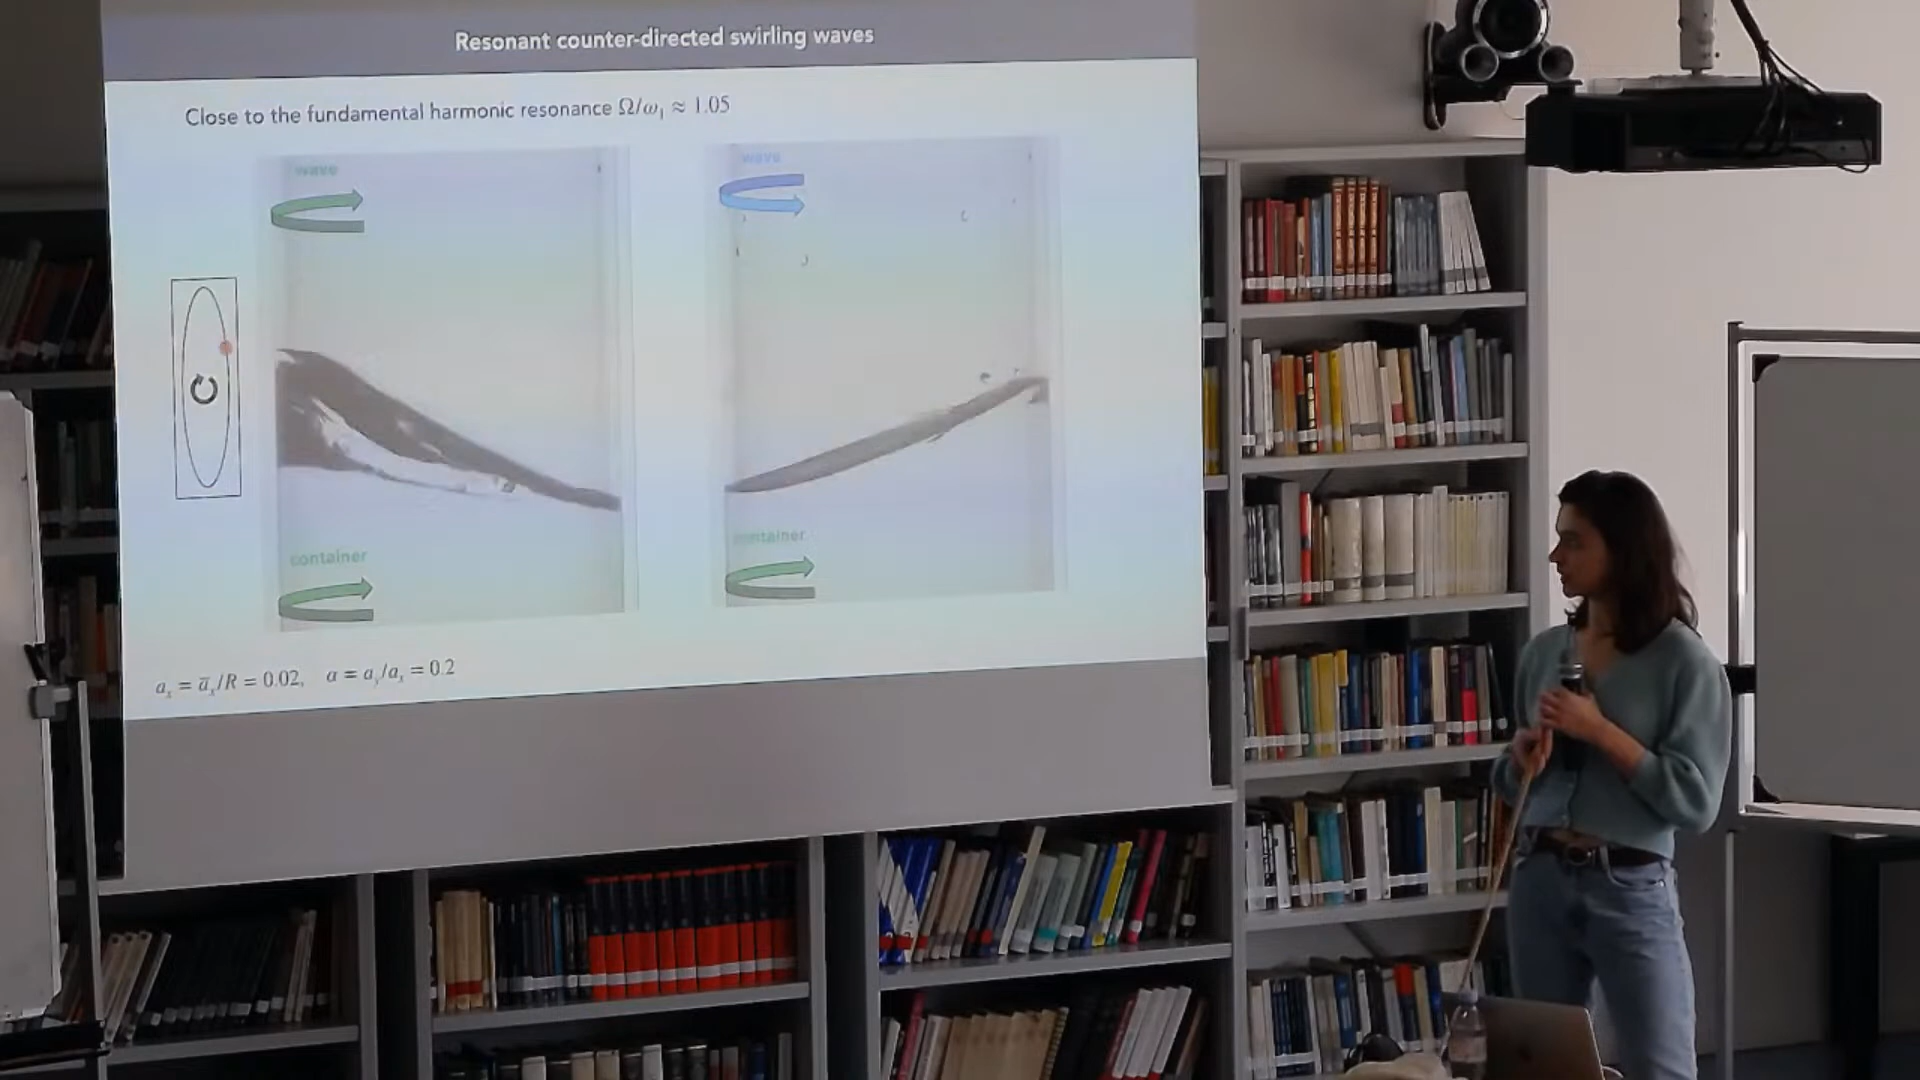 Resonant counter-directed swirling waves
Close to the fundamental harmonic resonance Ω/ω₁ ≈ 1.05
wave
wave
container
container
aₓ = āₓ/R = 0.02, α = a_y/aₓ = 0.2